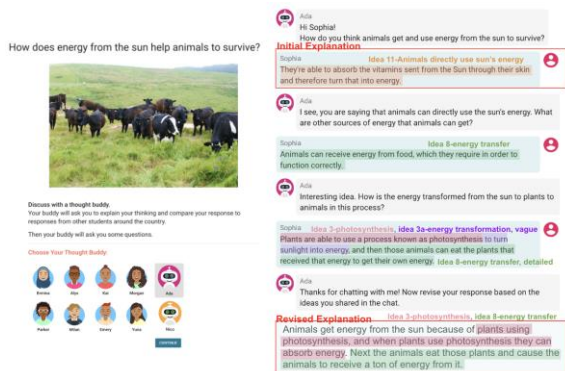 How does energy from the sun help animals to survive?
Discuss with a thought buddy.
Your buddy will ask you to explain your thinking and compare your response to
responses from other students around the country.
Then your buddy will ask you some questions.
Choose Your Thought Buddy:
Emma
Alya
Kai
Morgan
Ada
Parker
Milan
Emery
Yuna
Nico
CONTINUE
Ada
Hi Sophia!
How do you think animals get and use energy from the sun to survive?
Initial Explanation
Sophia Idea 11-Animals directly use sun's energy
They're able to absorb the vitamins sent from the Sun through their skin
and therefore turn that into energy.
Ada
I see, you are saying that animals can directly use the sun's energy. What
are other sources of energy that animals can get?
Sophia Idea 8-energy transfer
Animals can receive energy from food, which they require in order to
function correctly.
Ada
Interesting idea. How is the energy transformed from the sun to plants to
animals in this process?
Sophia Idea 3-photosynthesis, idea 3a-energy transformation, vague
Plants are able to use a process known as photosynthesis to turn
sunlight into energy, and then those animals can eat the plants that
received that energy to get their own energy. Idea 8-energy transfer, detailed
Ada
Thanks for chatting with me! Now revise your response based on the
ideas you shared in the chat.
Revised Explanation Idea 3-photosynthesis, idea 8-energy transfer
Animals get energy from the sun because of plants using
photosynthesis, and when plants use photosynthesis they can
absorb energy. Next the animals eat those plants and cause the
animals to receive a ton of energy from it.